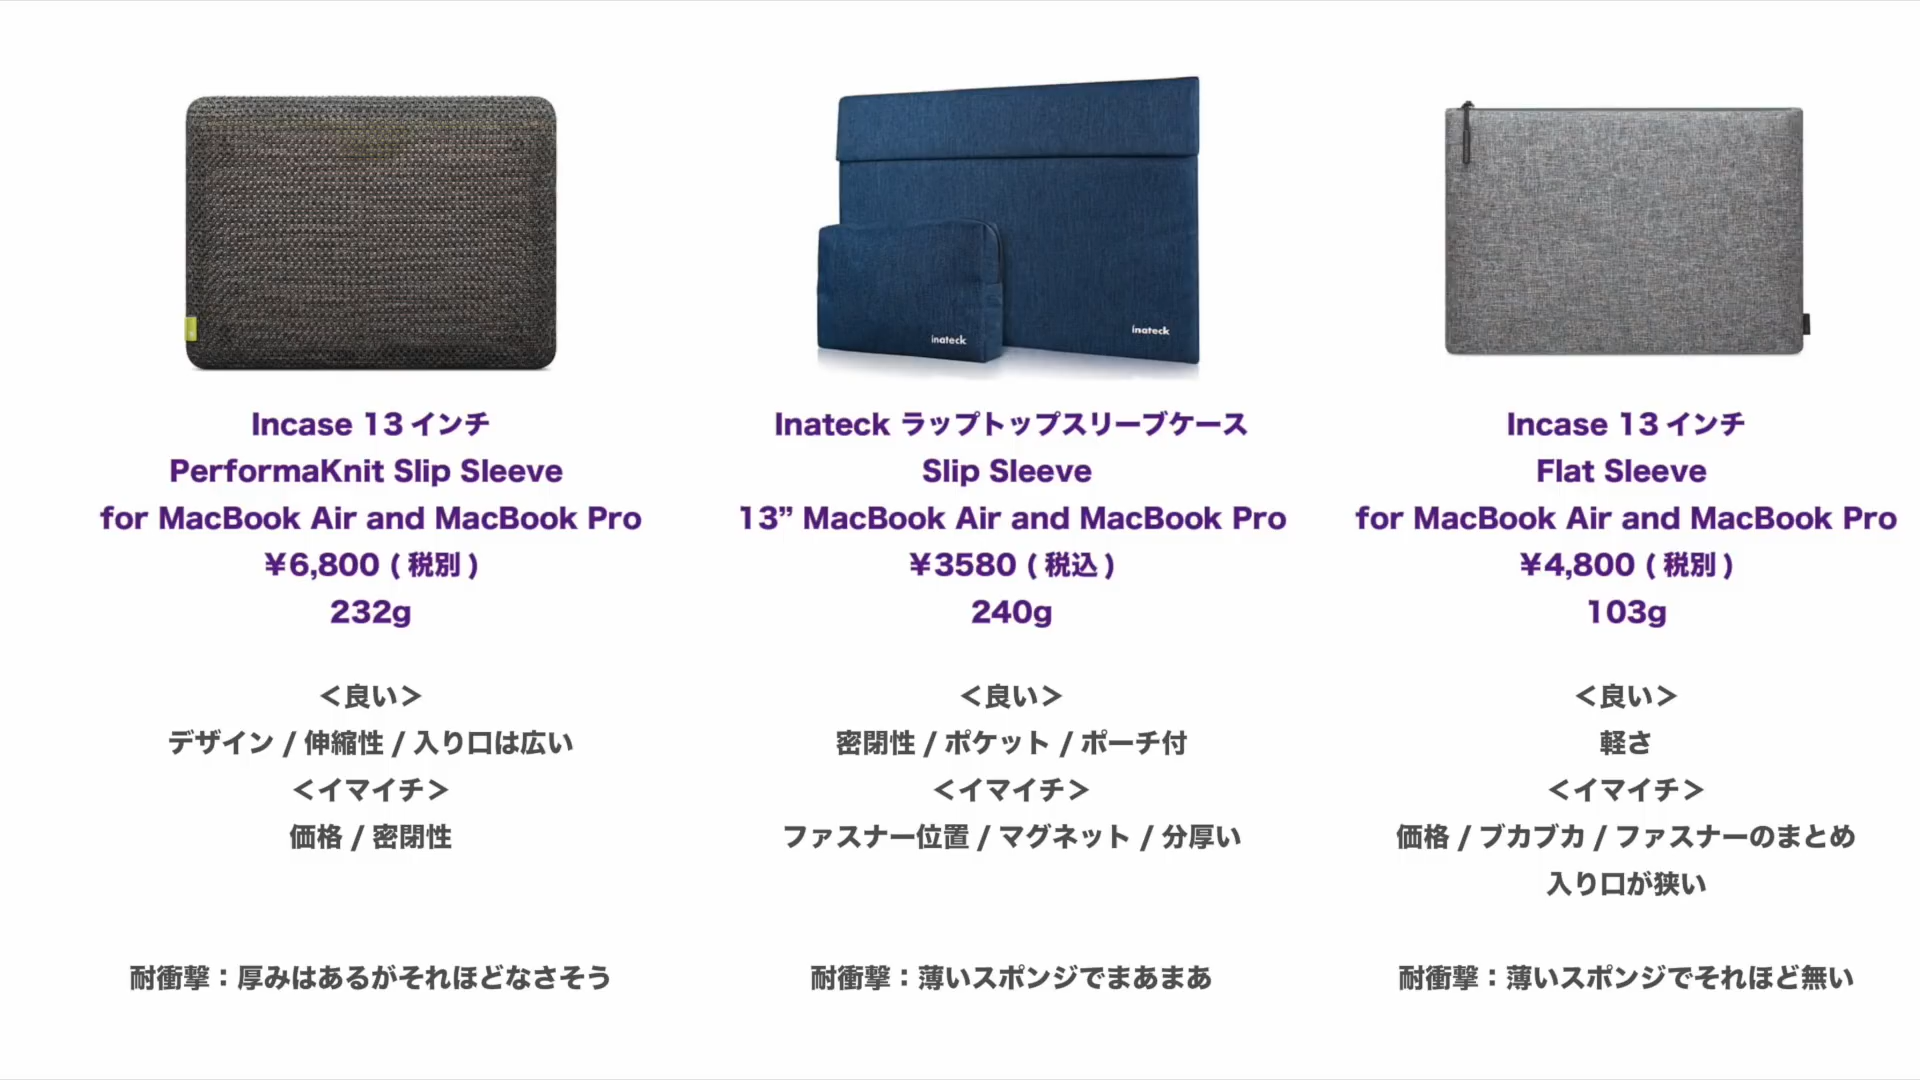 inateck
inateck
Incase 13インチ
PerformaKnit Slip Sleeve
for MacBook Air and MacBook Pro
¥6,800 (税別)
232g
＜良い＞
デザイン / 伸縮性 / 入り口は広い
＜イマイチ＞
価格 / 密閉性
耐衝撃：厚みはあるがそれほどなさそう
Inateck ラップトップスリーブケース
Slip Sleeve
13” MacBook Air and MacBook Pro
¥3580 (税込)
240g
＜良い＞
密閉性 / ポケット / ポーチ付
＜イマイチ＞
ファスナー位置 / マグネット / 分厚い
耐衝撃：薄いスポンジでまあまあ
Incase 13インチ
Flat Sleeve
for MacBook Air and MacBook Pro
¥4,800 (税別)
103g
＜良い＞
軽さ
＜イマイチ＞
価格 / ブカブカ / ファスナーのまとめ
入り口が狭い
耐衝撃：薄いスポンジでそれほど無い